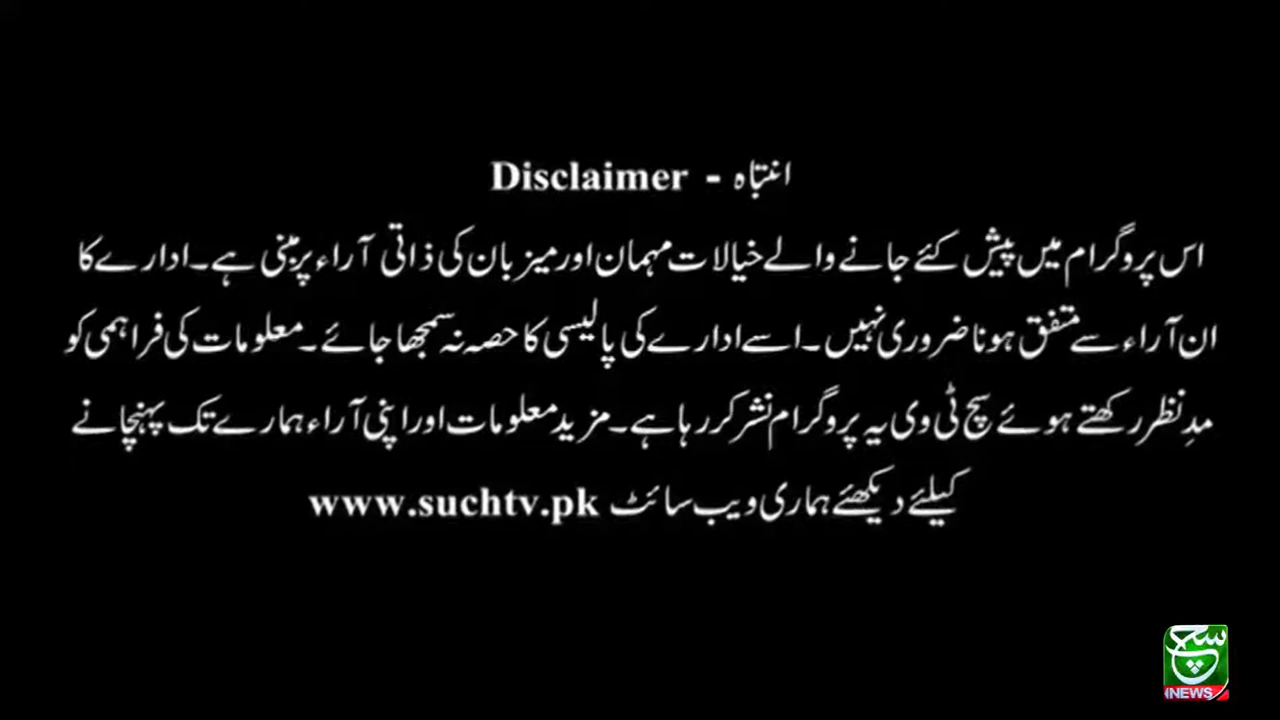 انتباہ - Disclaimer
اس پروگرام میں پیش کئے جانے والے خیالات مہمان اور میزبان کی ذاتی آراء پر مبنی ہے۔ ادارے کا
ان آراء سے متفق ہونا ضروری نہیں۔ اسے ادارے کی پالیسی کا حصہ نہ سمجھا جائے۔ معلومات کی فراہمی کو
مدِنظر رکھتے ہوئے سچ ٹی وی یہ پروگرام نشر کر رہا ہے۔ مزید معلومات اور اپنی آراء ہمارے تک پہنچانے
کیلئے دیکھئے ہماری ویب سائٹ www.suchtv.pk
سچ
NEWS